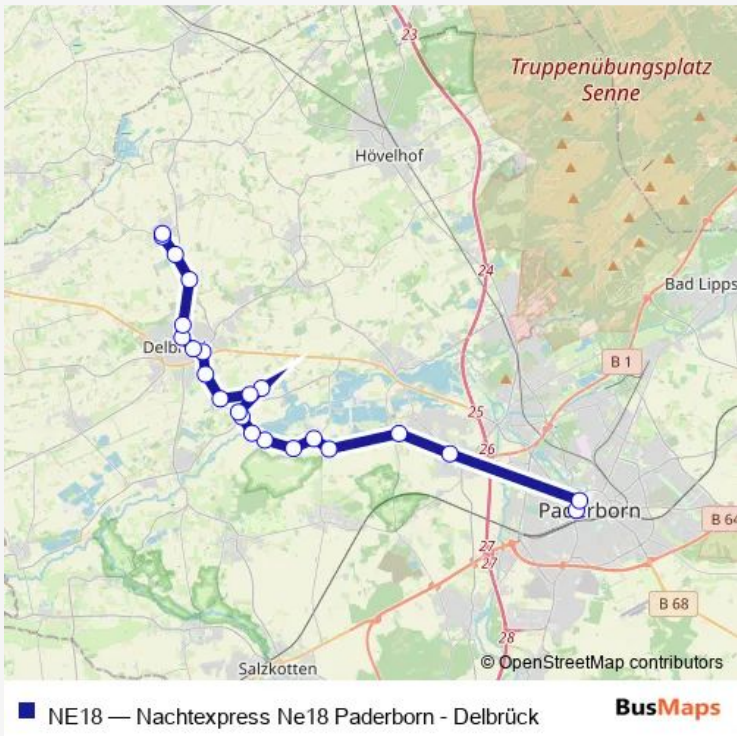 23
Truppenübungsplatz
Senne
Hövelhof
24
Bad Lipps
B 1
25
26
Paderborn
B 64
27
27
B 68
28
Salzkotten
© OpenStreetMap contributors
NE18 — Nachtexpress Ne18 Paderborn - Delbrück
BusMaps